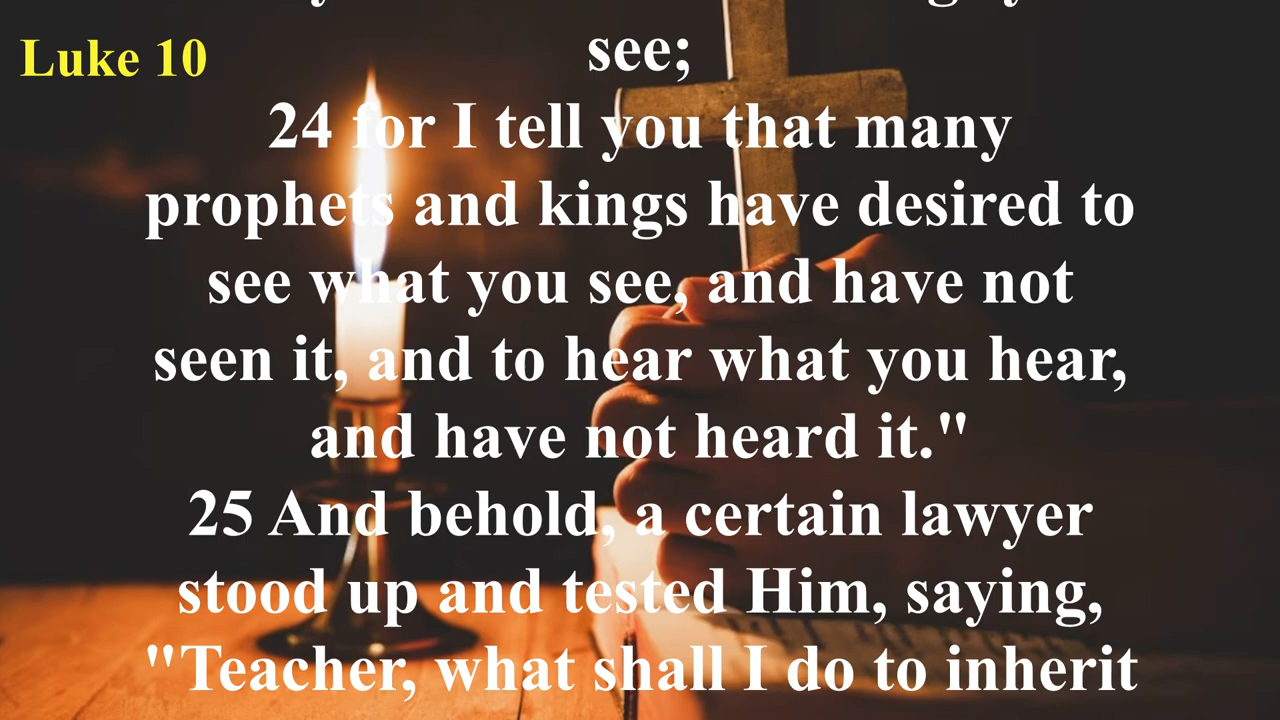 Luke 10
see;
24 for I tell you that many
prophets and kings have desired to
see what you see, and have not
seen it, and to hear what you hear,
and have not heard it."
25 And behold, a certain lawyer
stood up and tested Him, saying,
"Teacher, what shall I do to inherit